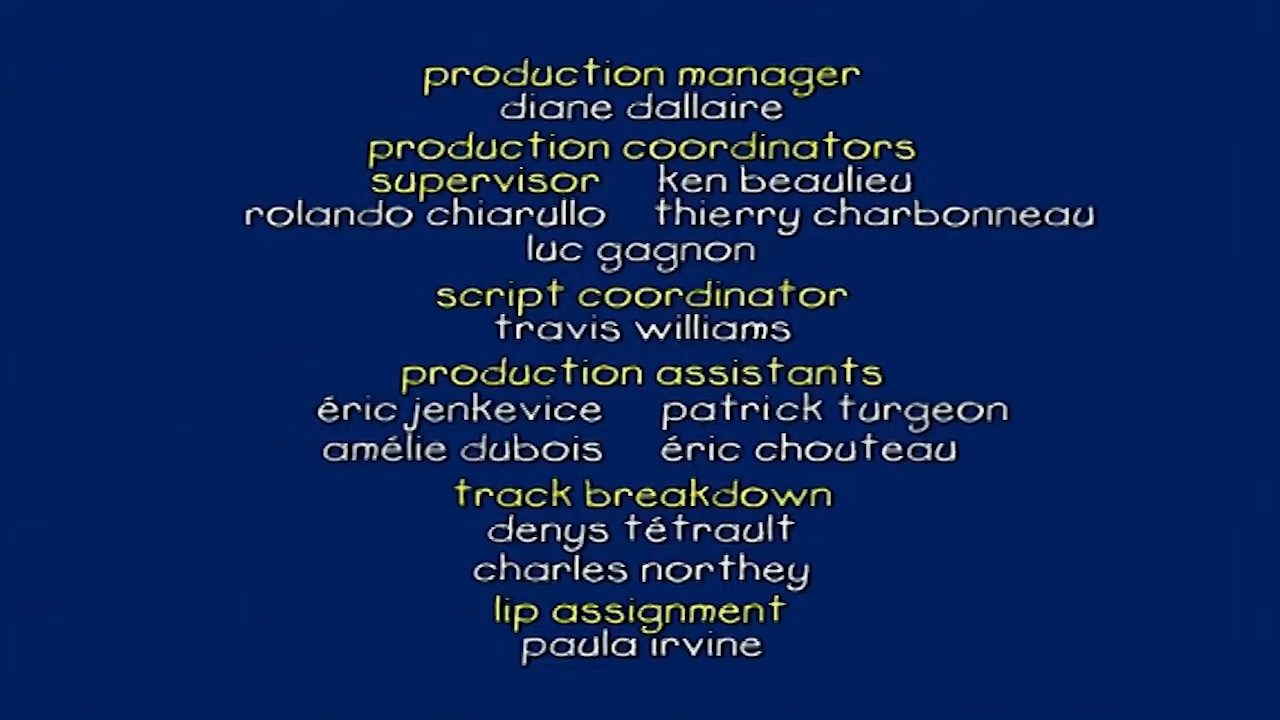 production manager
diane dallaire
production coordinators
supervisor ken beaulieu
rolando chiarullo thierry charbonneau
luc gagnon
script coordinator
travis williams
production assistants
éric jenkevice patrick turgeon
amélie dubois éric chouteau
track breakdown
denys tétrault
charles northey
lip assignment
paula irvine